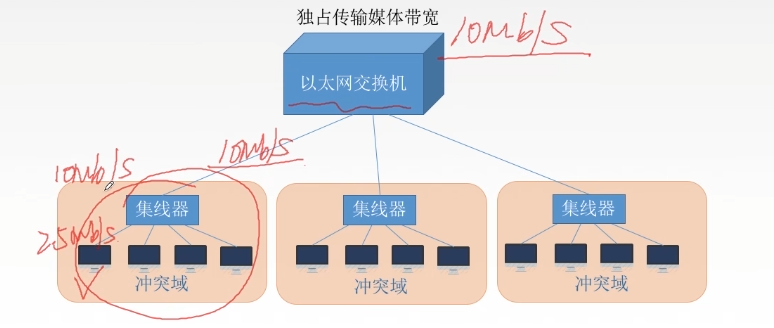 独占传输媒体带宽
10Mb/s
以太网交换机
10Mb/s
10Mb/s
集线器
集线器
集线器
2.5Mb/s
冲突域
冲突域
冲突域